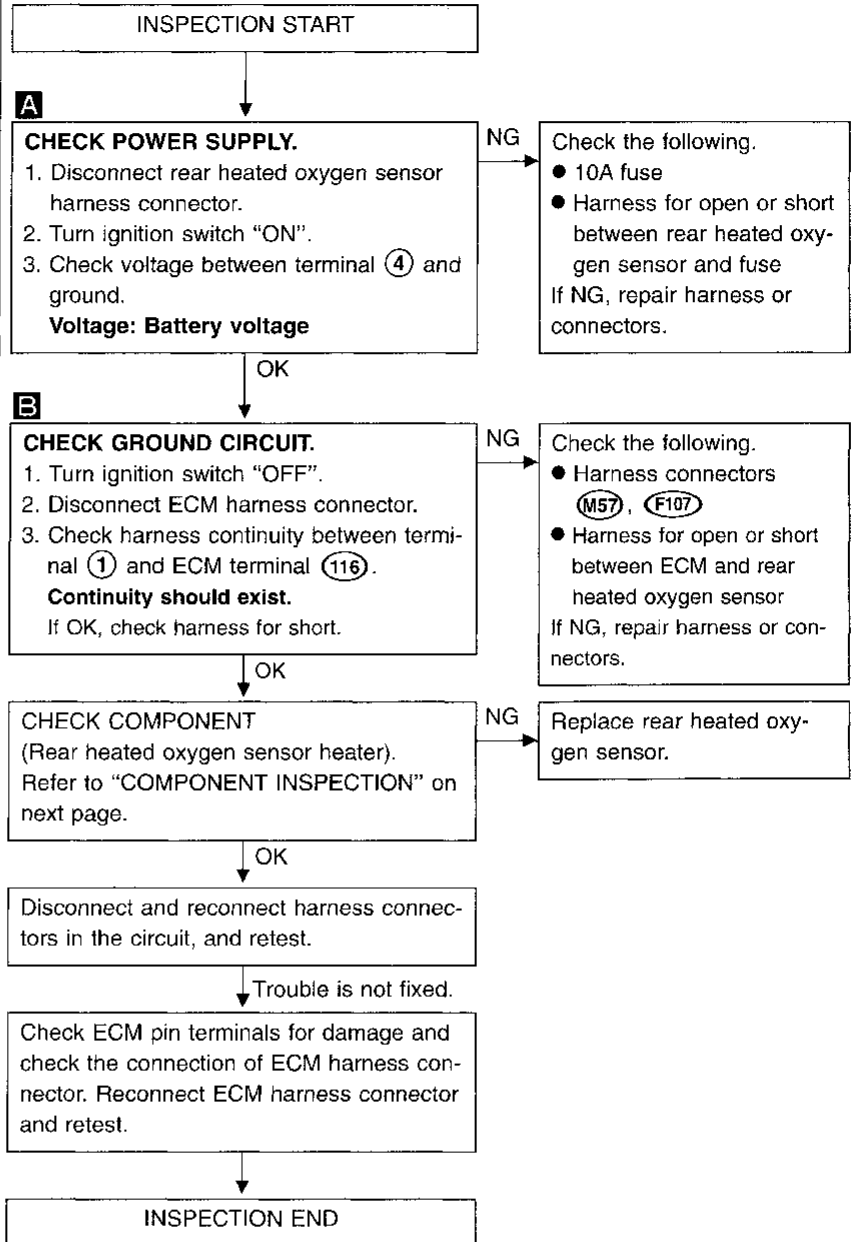 INSPECTION START
A
CHECK POWER SUPPLY.
1. Disconnect rear heated oxygen sensor
harness connector.
2. Turn ignition switch “ON”.
3. Check voltage between terminal ④ and
ground.
Voltage: Battery voltage
NG
Check the following.
● 10A fuse
● Harness for open or short
between rear heated oxy-
gen sensor and fuse
If NG, repair harness or
connectors.
OK
B
CHECK GROUND CIRCUIT.
1. Turn ignition switch “OFF”.
2. Disconnect ECM harness connector.
3. Check harness continuity between termi-
nal ① and ECM terminal (116).
Continuity should exist.
If OK, check harness for short.
NG
Check the following.
● Harness connectors
(M57), (F107)
● Harness for open or short
between ECM and rear
heated oxygen sensor
If NG, repair harness or con-
nectors.
OK
CHECK COMPONENT
(Rear heated oxygen sensor heater).
Refer to “COMPONENT INSPECTION” on
next page.
NG
Replace rear heated oxy-
gen sensor.
OK
Disconnect and reconnect harness connec-
tors in the circuit, and retest.
Trouble is not fixed.
Check ECM pin terminals for damage and
check the connection of ECM harness con-
nector. Reconnect ECM harness connector
and retest.
INSPECTION END